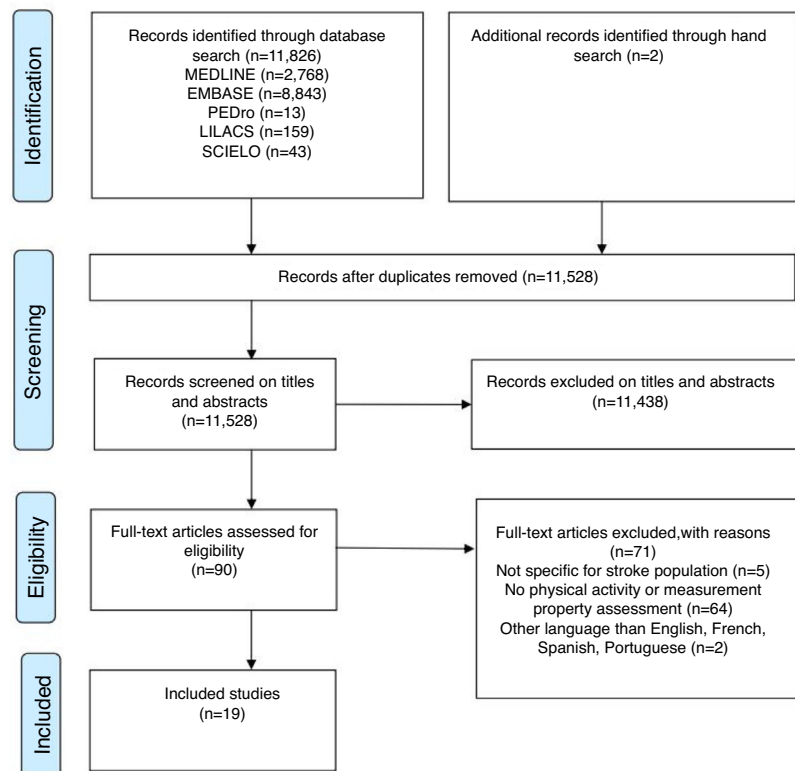 Identification
Records identified through database
search (n=11,826)
MEDLINE (n=2,768)
EMBASE (n=8,843)
PEDro (n=13)
LILACS (n=159)
SCIELO (n=43)
Additional records identified through hand
search (n=2)
Screening
Records after duplicates removed (n=11,528)
Records screened on titles
and abstracts
(n=11,528)
Records excluded on titles and abstracts
(n=11,438)
Eligibility
Full-text articles assessed for
eligibility
(n=90)
Full-text articles excluded,with reasons
(n=71)
Not specific for stroke population (n=5)
No physical activity or measurement
property assessment (n=64)
Other language than English, French,
Spanish, Portuguese (n=2)
Included
Included studies
(n=19)